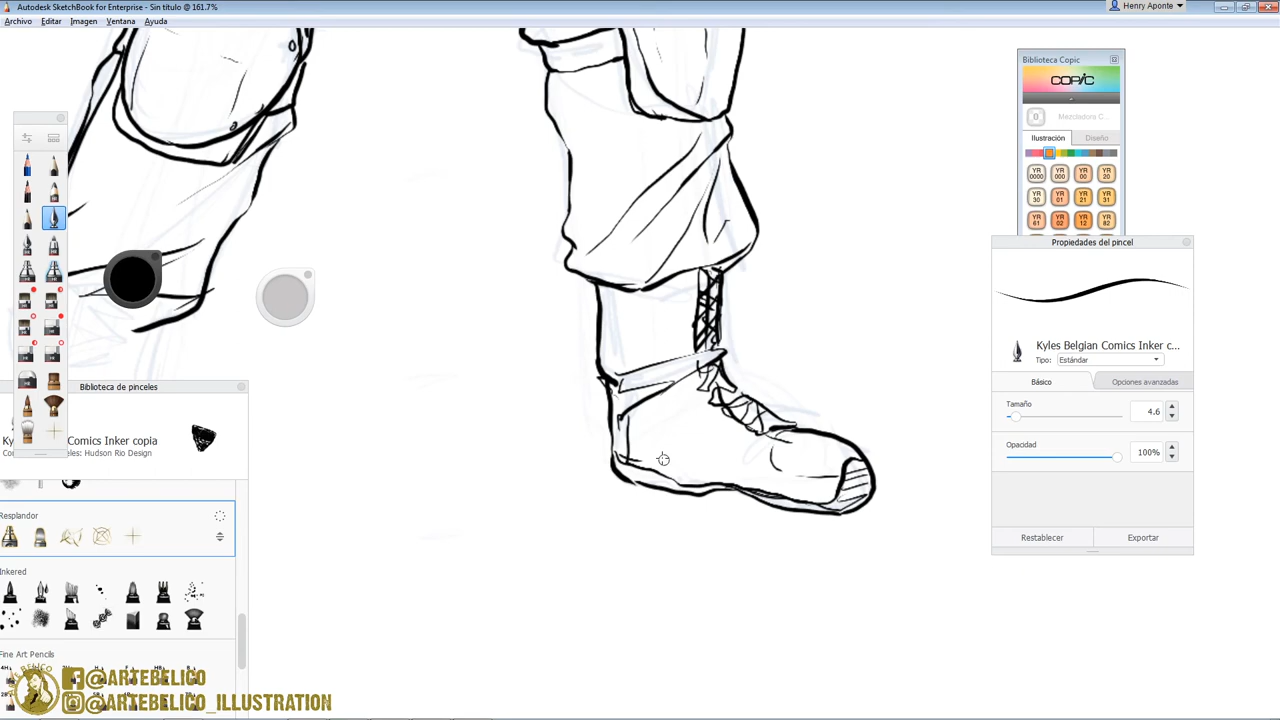 Autodesk SketchBook for Enterprise - Sin título @ 161.7%
Henry Aponte
Archivo Editar Imagen Ventana Ayuda
Biblioteca Copic
COPIC
0 Mezcladora C...
Ilustración Diseño
YR 0000 YR 000 YR 00 YR 20
YR 30 YR 01 YR 21 YR 31
YR 61 YR 02 YR 12 YR 82
Propiedades del pincel
Kyles Belgian Comics Inker c...
Tipo: Estándar
Básico Opciones avanzadas
Tamaño
4.6
Opacidad
100%
Restablecer Exportar
Biblioteca de pinceles
Comics Inker copia
Hudson Rio Design
Resplandor
Inkered
Fine Art Pencils
@ARTEBELICO
@ARTEBELICO_ILLUSTRATION